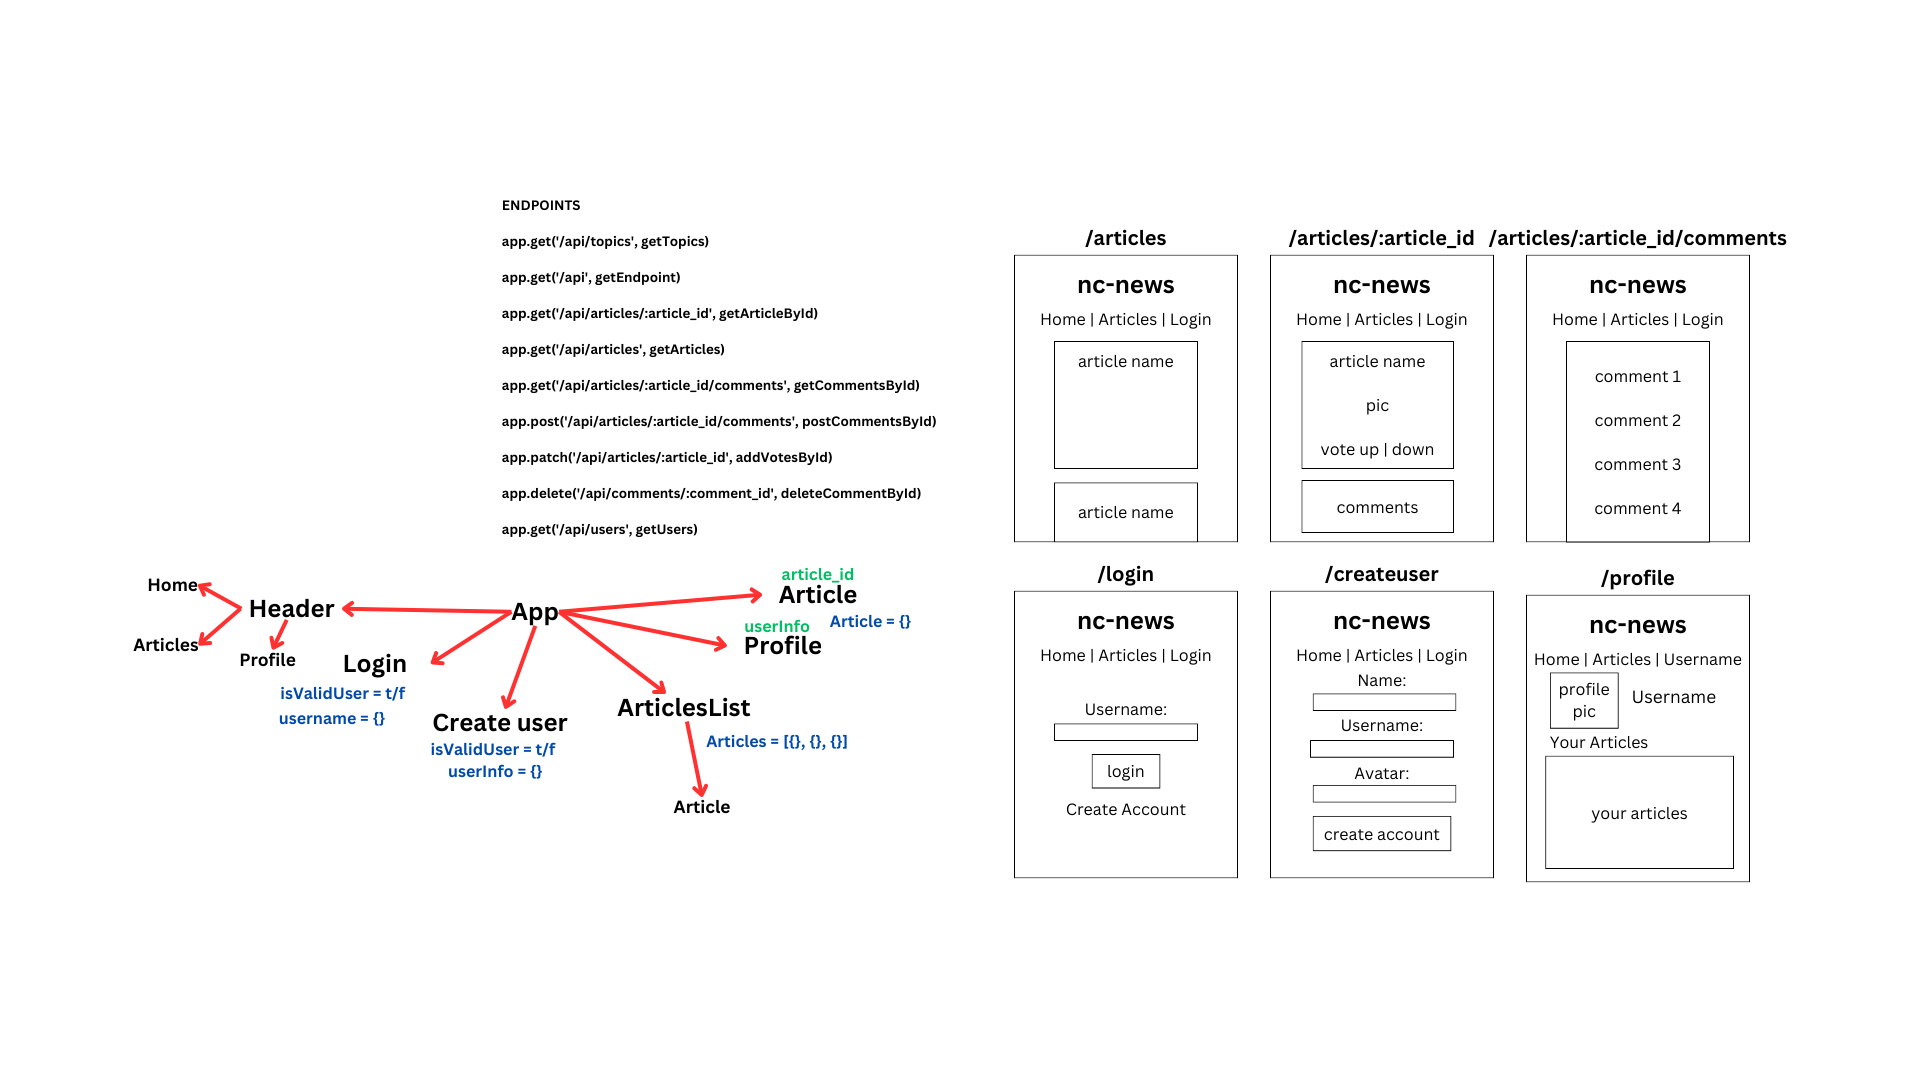 ENDPOINTS
app.get('/api/topics', getTopics)
app.get('/api', getEndpoint)
app.get('/api/articles/:article_id', getArticleById)
app.get('/api/articles', getArticles)
app.get('/api/articles/:article_id/comments', getCommentsById)
app.post('/api/articles/:article_id/comments', postCommentsById)
app.patch('/api/articles/:article_id', addVotesById)
app.delete('/api/comments/:comment_id', deleteCommentById)
app.get('/api/users', getUsers)
Home
Header
Articles
Profile
App
Login
isValidUser = t/f
username = {}
Create user
isValidUser = t/f
userInfo = {}
ArticlesList
Articles = [{}, {}, {}]
Article
article_id
Article
Article = {}
userInfo
Profile
/articles
nc-news
Home | Articles | Login
article name
article name
/articles/:article_id
nc-news
Home | Articles | Login
article name
pic
vote up | down
comments
/articles/:article_id/comments
nc-news
Home | Articles | Login
comment 1
comment 2
comment 3
comment 4
/login
nc-news
Home | Articles | Login
Username:
login
Create Account
/createuser
nc-news
Home | Articles | Login
Name:
Username:
Avatar:
create account
/profile
nc-news
Home | Articles | Username
profile
pic
Username
Your Articles
your articles